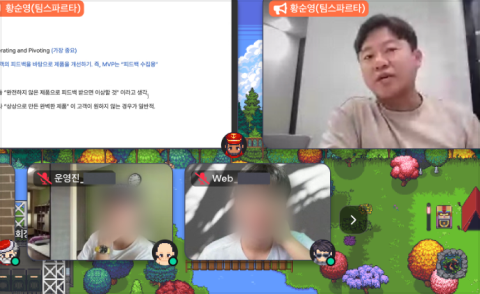 황순영(팀스파르타)
황순영(팀스파르타)
erating and Pivoting (가장 중요)
객의 피드백을 바탕으로 제품을 개선하기. 즉, MVP는 "피드백 수집용"
"완전하지 않은 제품으로 피드백 받으면 이상할 것" 이라고 생각
"상상으로 만든 완벽한 제품" 이 고객이 원하지 않는 경우가 일반적.
운영진_
Web_
회?